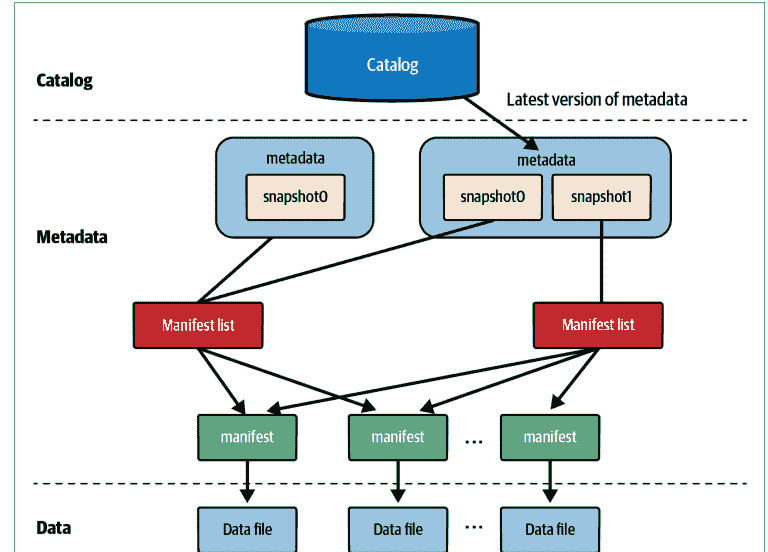 Catalog
Catalog
Latest version of metadata
metadata
snapshot0
metadata
snapshot0
snapshot1
Metadata
Manifest list
Manifest list
manifest
manifest
...
manifest
Data
Data file
Data file
...
Data file